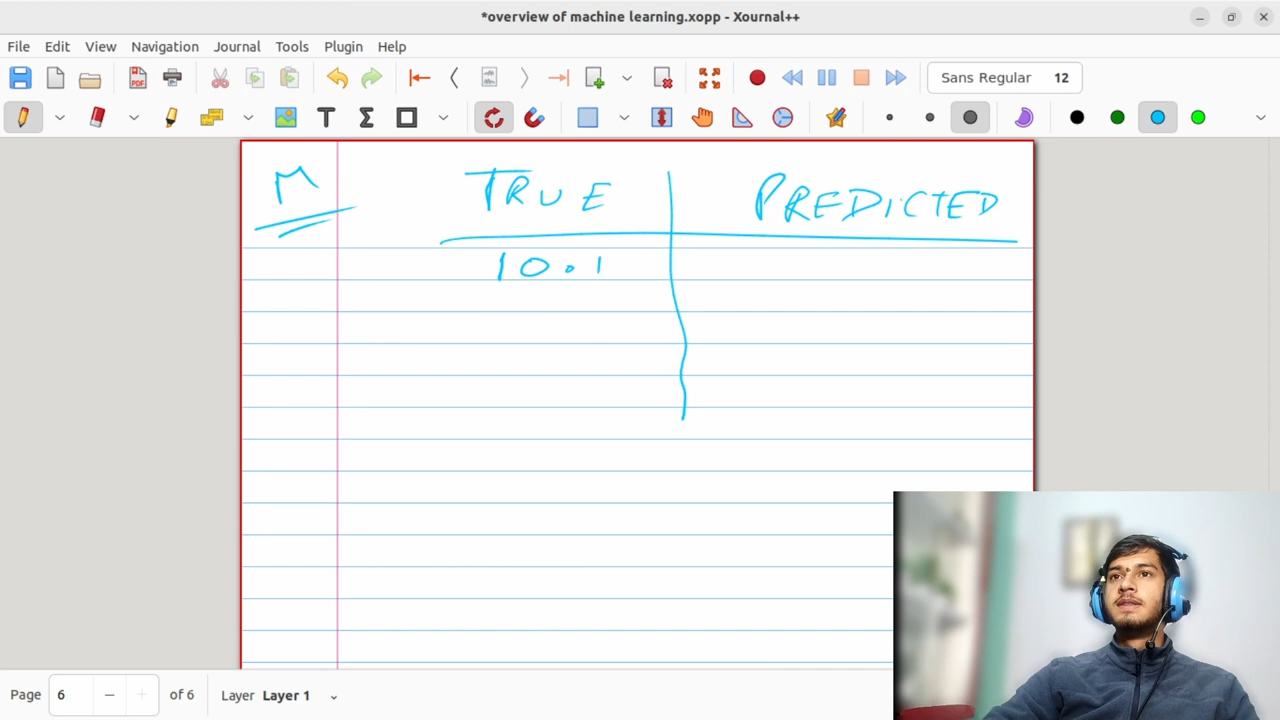 *overview of machine learning.xopp - Xournal++
File Edit View Navigation Journal Tools Plugin Help
Sans Regular 12
M TRUE PREDICTED
10.1
Page 6 of 6 Layer Layer 1